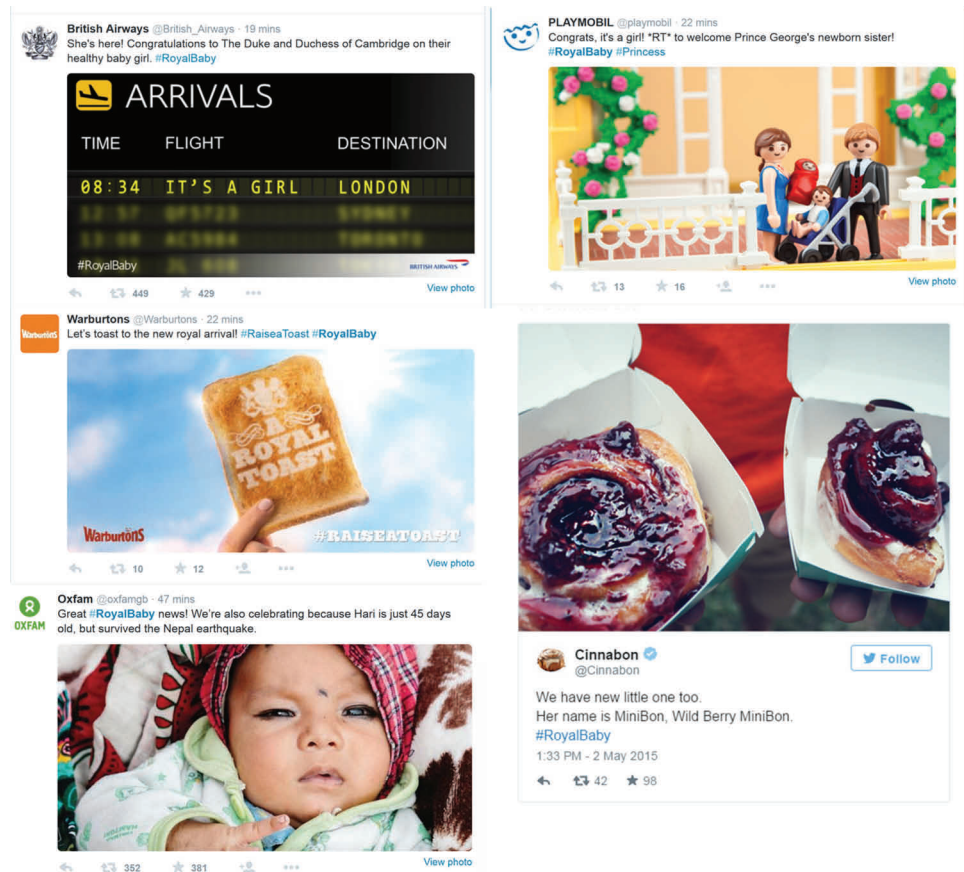 British Airways @British_Airways · 19 mins
She's here! Congratulations to The Duke and Duchess of Cambridge on their
healthy baby girl. #RoyalBaby
ARRIVALS
TIME FLIGHT DESTINATION
08:34 IT'S A GIRL LONDON
#RoyalBaby
BRITISH AIRWAYS
449 429
View photo
Warburtons
Warburtons @Warburtons · 22 mins
Let's toast to the new royal arrival! #RaiseaToast #RoyalBaby
A
ROYAL
TOAST
Warburtons
#RAISEATOAST
10 12
View photo
OXFAM
Oxfam @oxfamgb · 47 mins
Great #RoyalBaby news! We're also celebrating because Hari is just 45 days
old, but survived the Nepal earthquake.
352 381
View photo
PLAYMOBIL @playmobil · 22 mins
Congrats, it's a girl! *RT* to welcome Prince George's newborn sister!
#RoyalBaby #Princess
13 16
View photo
Cinnabon
@Cinnabon
Follow
We have new little one too.
Her name is MiniBon, Wild Berry MiniBon.
#RoyalBaby
1:33 PM - 2 May 2015
42 98